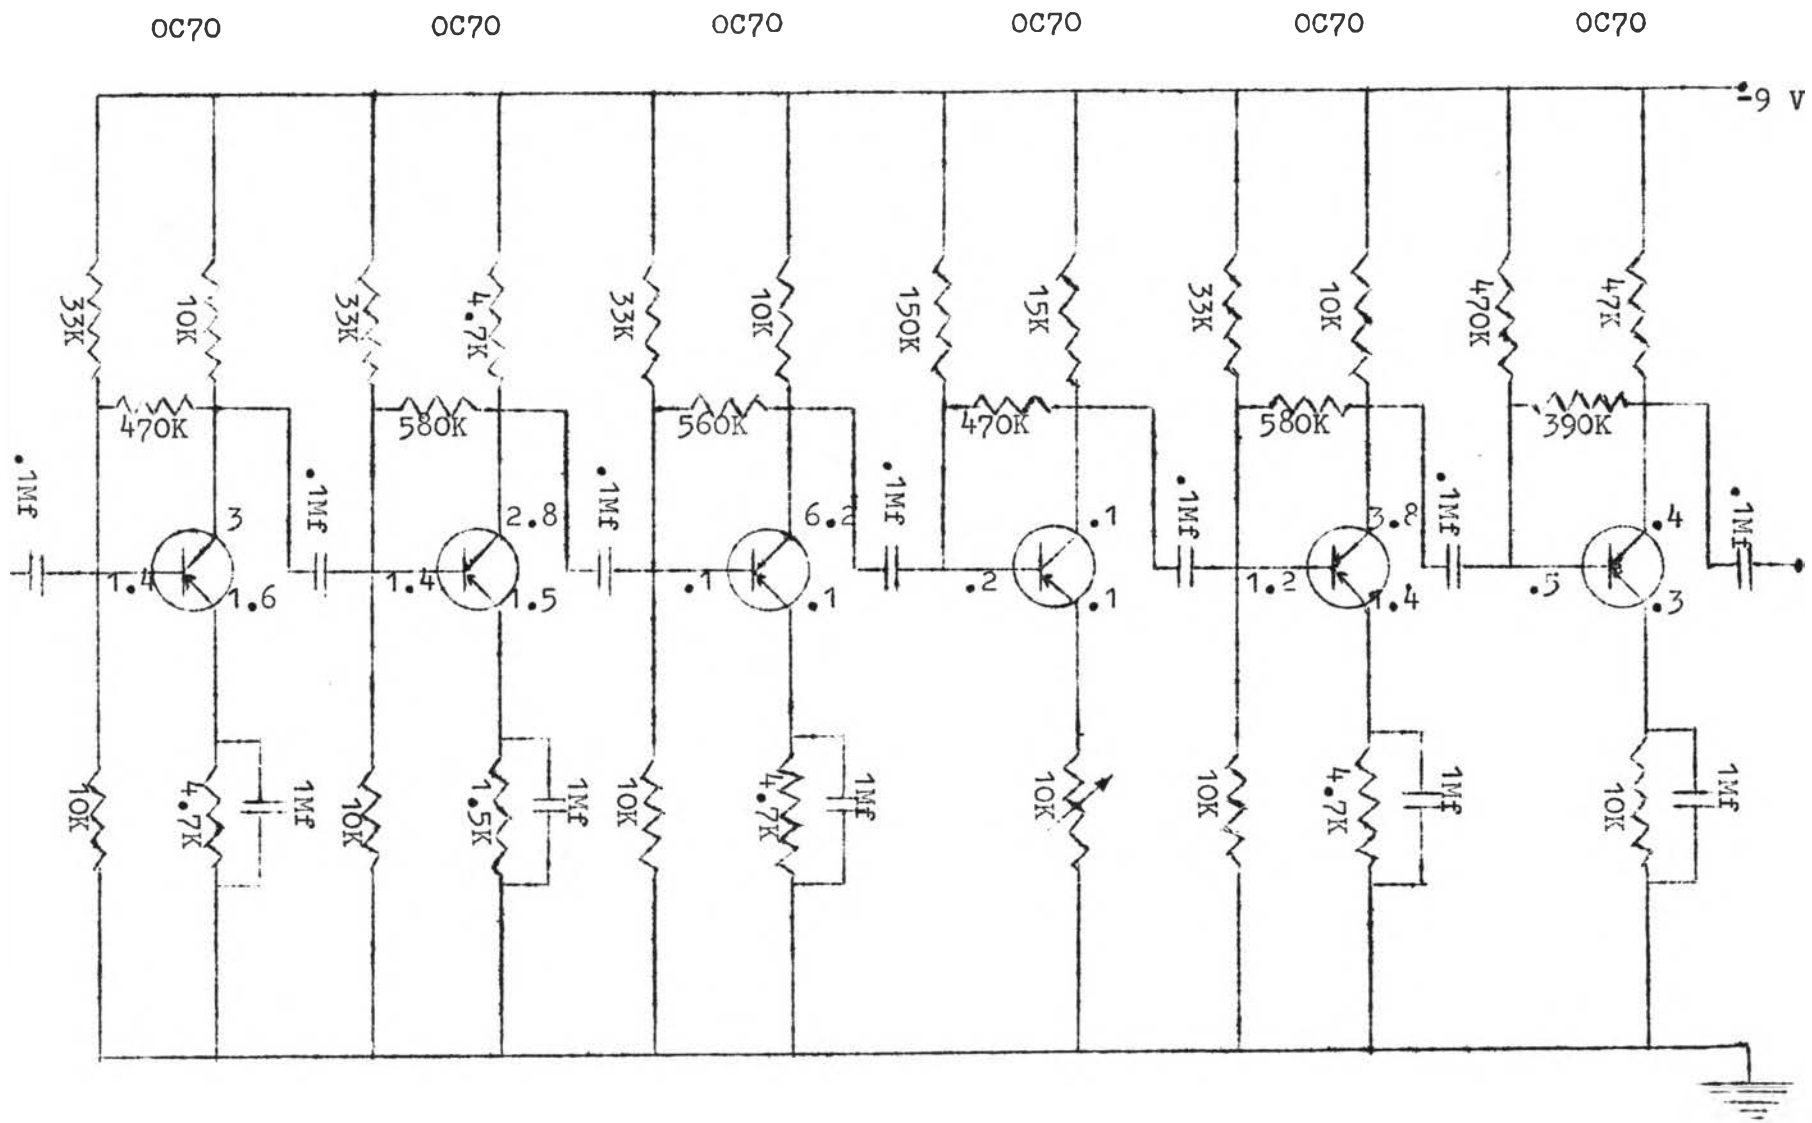 OC70 OC70 OC70 OC70 OC70 OC70
-9 V
33K 10K 33K 4.7K 33K 10K 150K 15K 33K 10K 470K 47K
470K 580K 560K 470K 580K 390K
.1Mf .1Mf .1Mf .1Mf .1Mf .1Mf .1Mf
3 2.8 6.2 .1 3.8 .4
1.4 1.4 .1 .2 1.2 .5
1.6 1.5 .1 .1 1.4 .3
10K 4.7K 1Mf 10K 1.5K 1Mf 10K 4.7K 1Mf 10K 10K 4.7K 1Mf 10K 1Mf